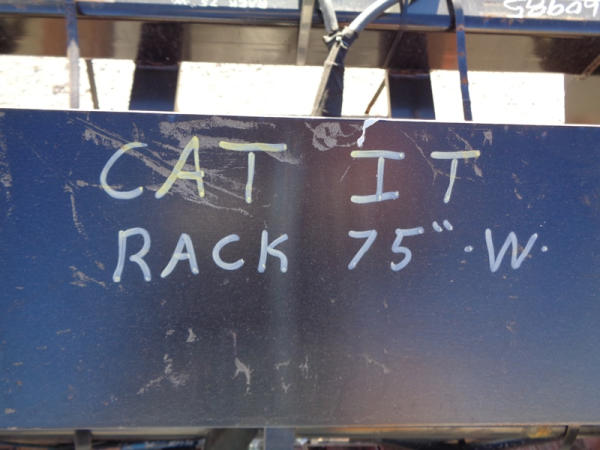 CAT IT
RACK 75" .W.